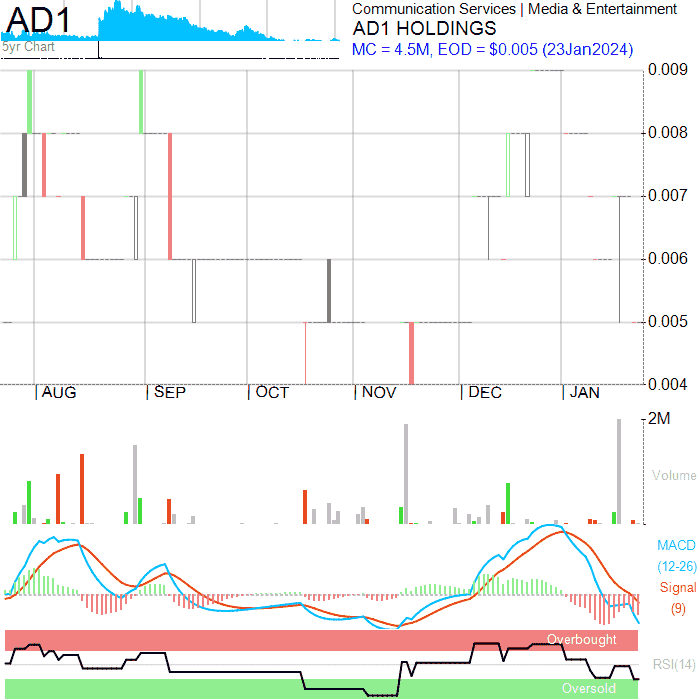 AD1
5yr Chart
Communication Services | Media & Entertainment
AD1 HOLDINGS
MC = 4.5M, EOD = $0.005 (23Jan2024)
0.009
0.008
0.007
0.006
0.005
0.004
AUG SEP OCT NOV DEC JAN
2M
Volume
MACD
(12-26)
Signal
(9)
Overbought
RSI(14)
Oversold